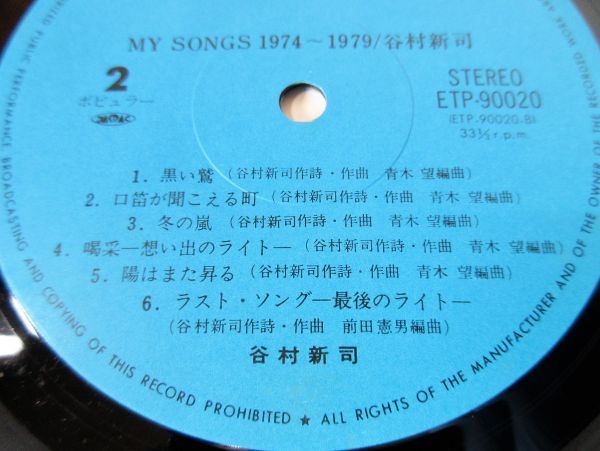 MY SONGS 1974～1979/谷村新司
2
ポピュラー
STEREO
ETP-90020
(ETP-90020-B)
33⅓ r.p.m.
1. 黒い鷲 (谷村新司作詩・作曲 青木 望編曲)
2. 口笛が聞こえる町 (谷村新司作詩・作曲 青木 望編曲)
3. 冬の嵐 (谷村新司作詩・作曲 青木 望編曲)
4. 喝采―想い出のライト― (谷村新司作詩・作曲 青木 望編曲)
5. 陽はまた昇る (谷村新司作詩・作曲 青木 望編曲)
6. ラスト・ソング―最後のライト―
(谷村新司作詩・作曲 前田憲男編曲)
谷村新司
PUBLIC PERFORMANCE BROADCASTING AND COPYING OF THIS RECORD PROHIBITED ★ ALL RIGHTS OF THE MANUFACTURER AND OF THE OWNER OF THE RECORDED WORK